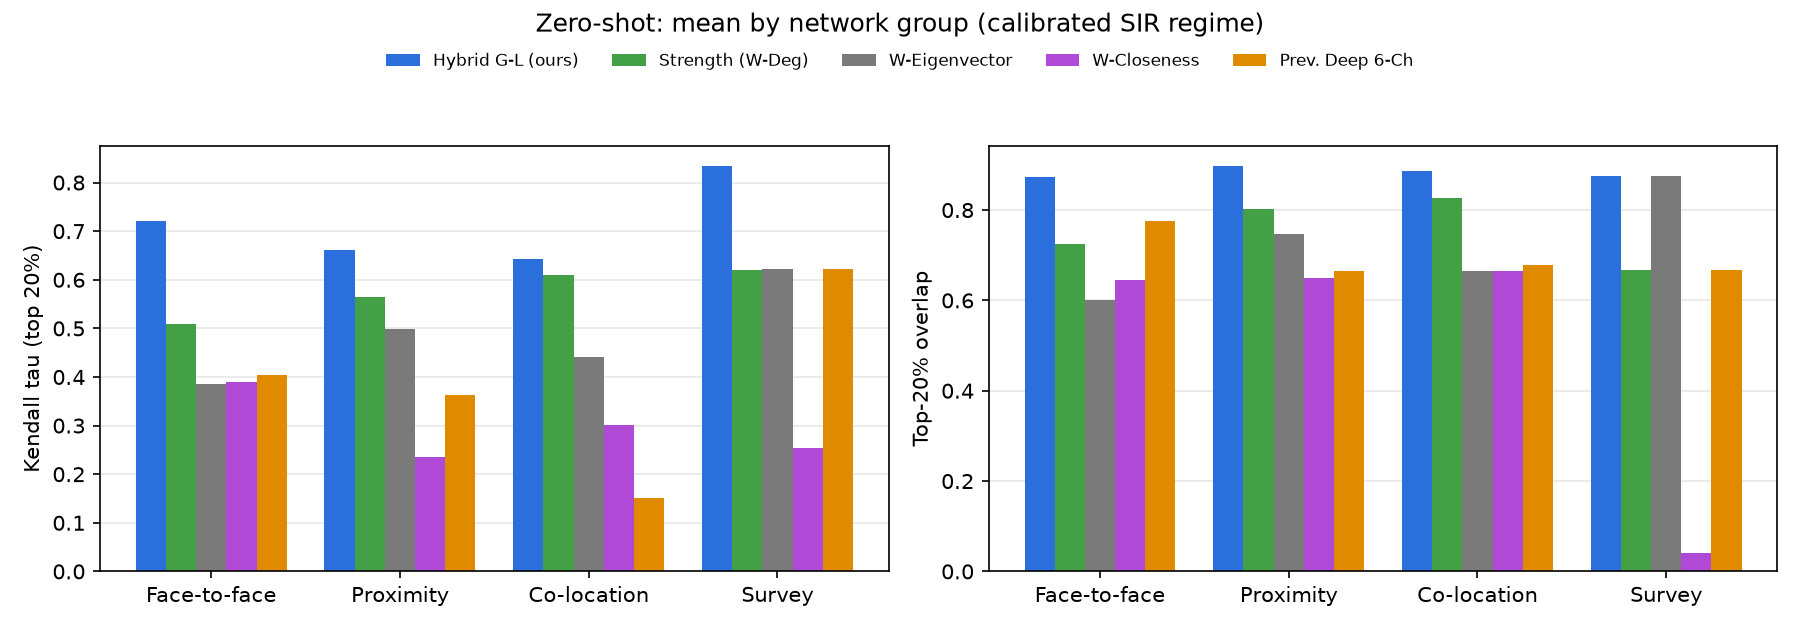 Zero-shot: mean by network group (calibrated SIR regime)
Hybrid G-L (ours) Strength (W-Deg) W-Eigenvector W-Closeness Prev. Deep 6-Ch
Kendall tau (top 20%)
0.8
0.7
0.6
0.5
0.4
0.3
0.2
0.1
0.0
Face-to-face Proximity Co-location Survey
Top-20% overlap
0.8
0.6
0.4
0.2
0.0
Face-to-face Proximity Co-location Survey